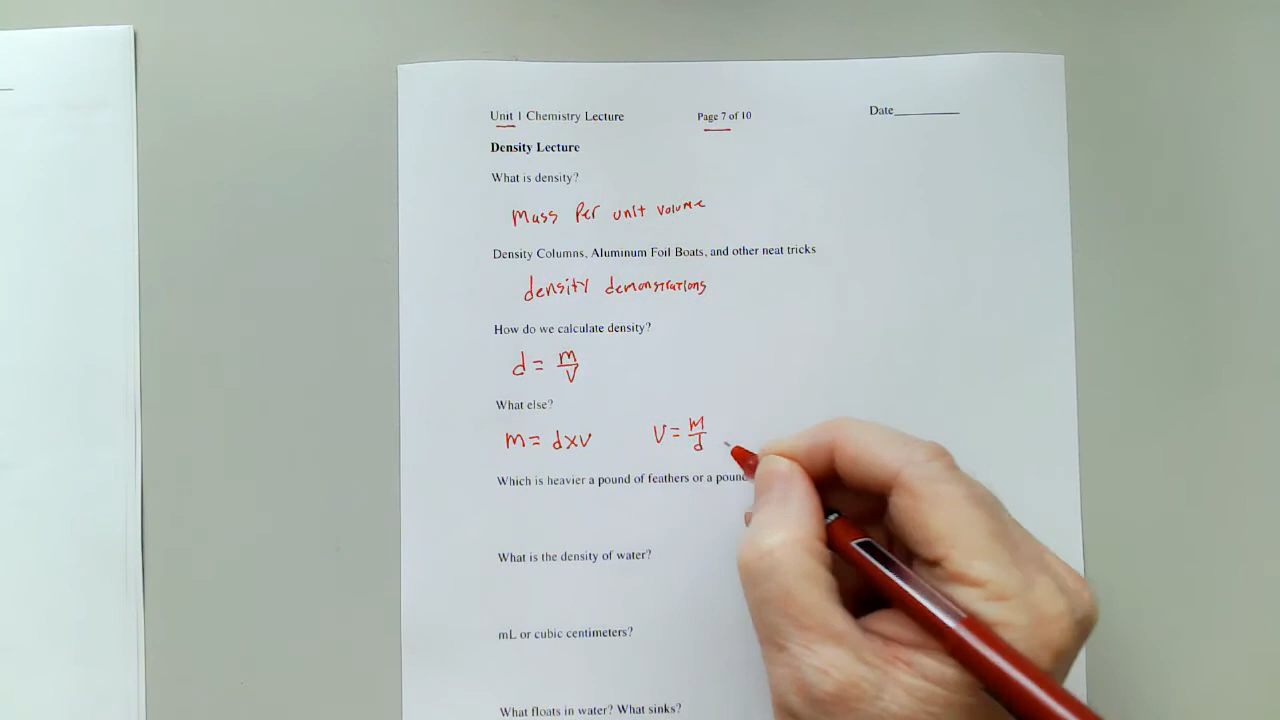 Unit 1 Chemistry Lecture Page 7 of 10 Date__________
Density Lecture
What is density?
Mass Per unit volume
Density Columns, Aluminum Foil Boats, and other neat tricks
density demonstrations
How do we calculate density?
d = m/V
What else?
m = dxv V = M/d
Which is heavier a pound of feathers or a pound
What is the density of water?
mL or cubic centimeters?
What floats in water? What sinks?